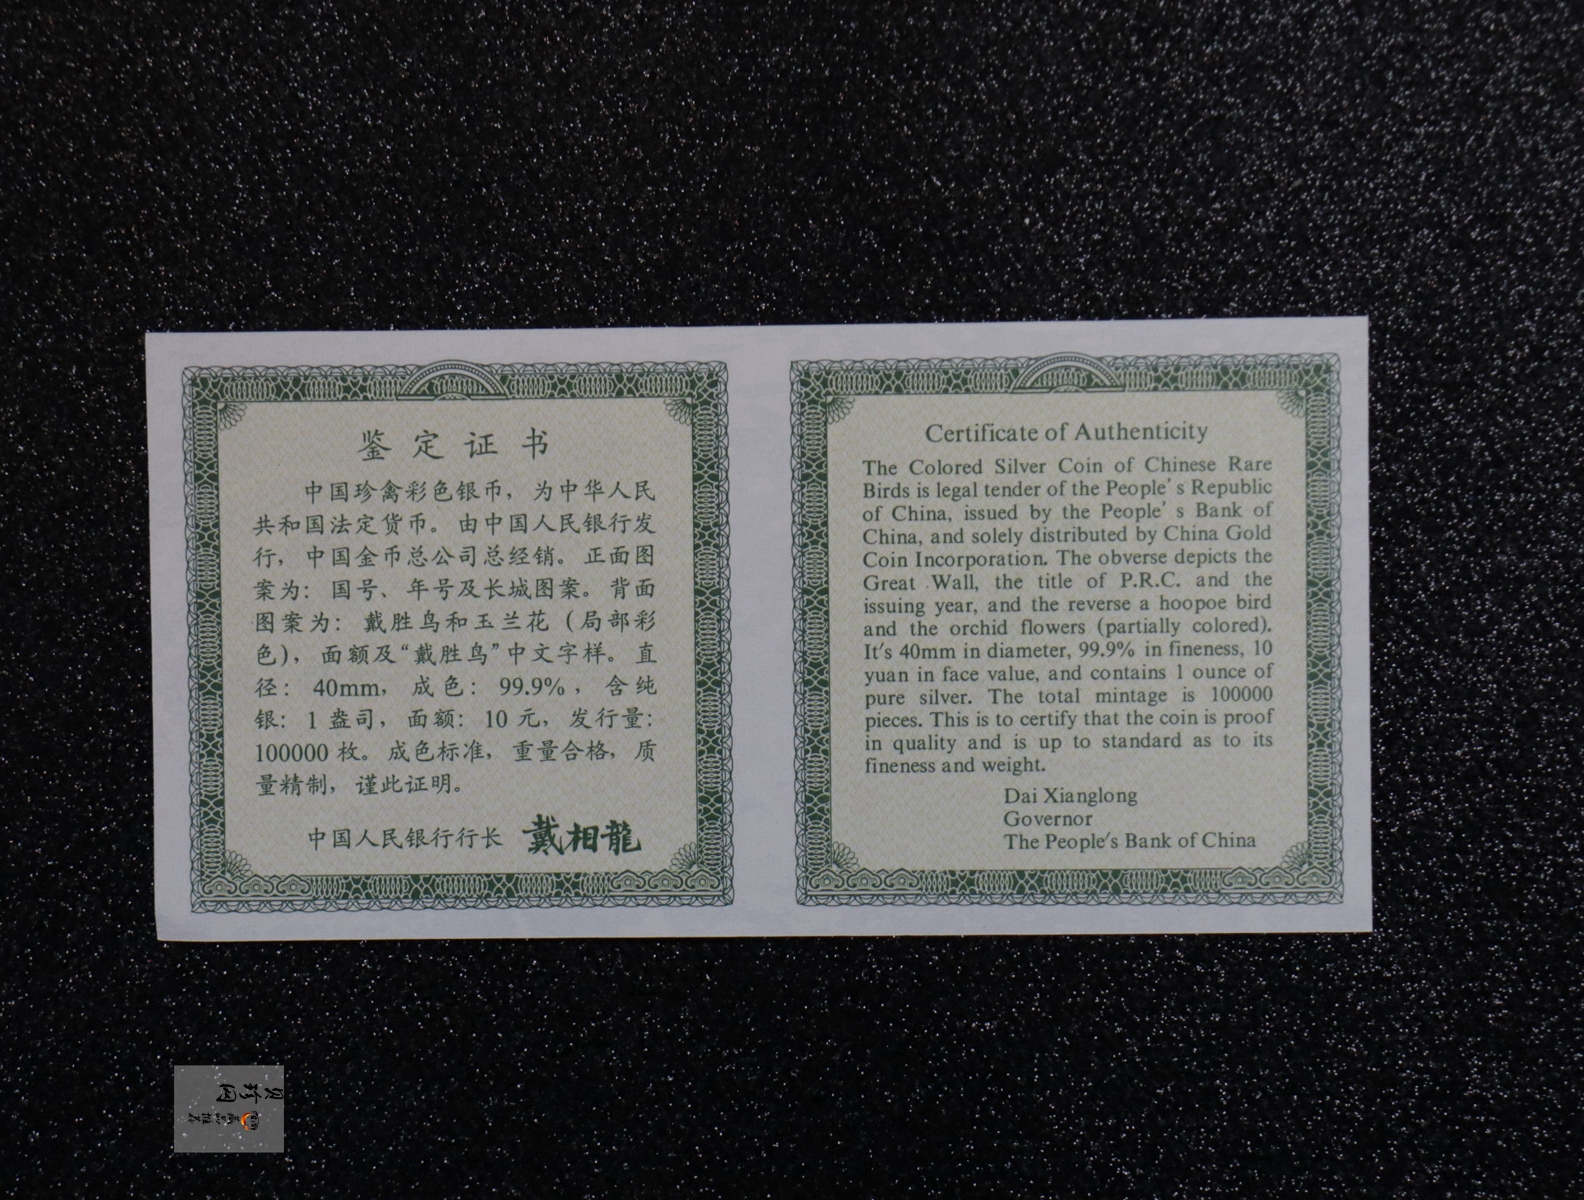 鉴定证书
中国珍禽彩色银币，为中华人民
共和国法定货币。由中国人民银行发
行，中国金币总公司总经销。正面图
案为：国号、年号及长城图案。背面
图案为：戴胜鸟和玉兰花（局部彩
色），面额及“戴胜鸟”中文字样。直
径：40mm，成色：99.9%，含纯
银：1盎司，面额：10元，发行量：
100000枚。成色标准，重量合格，质
量精制，谨此证明。
中国人民银行行长 戴相龍
Certificate of Authenticity
The Colored Silver Coin of Chinese Rare
Birds is legal tender of the People's Republic
of China, issued by the People's Bank of
China, and solely distributed by China Gold
Coin Incorporation. The obverse depicts the
Great Wall, the title of P.R.C. and the
issuing year, and the reverse a hoopoe bird
and the orchid flowers (partially colored).
It's 40mm in diameter, 99.9% in fineness, 10
yuan in face value, and contains 1 ounce of
pure silver. The total mintage is 100000
pieces. This is to certify that the coin is proof
in quality and is up to standard as to its
fineness and weight.
Dai Xianglong
Governor
The People's Bank of China